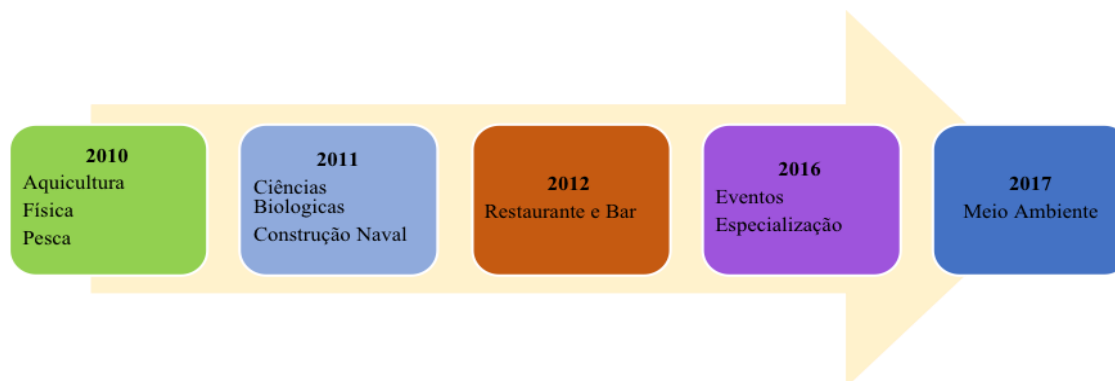 2010
Aquicultura
Física
Pesca
2011
Ciências
Biologicas
Construção Naval
2012
Restaurante e Bar
2016
Eventos
Especialização
2017
Meio Ambiente